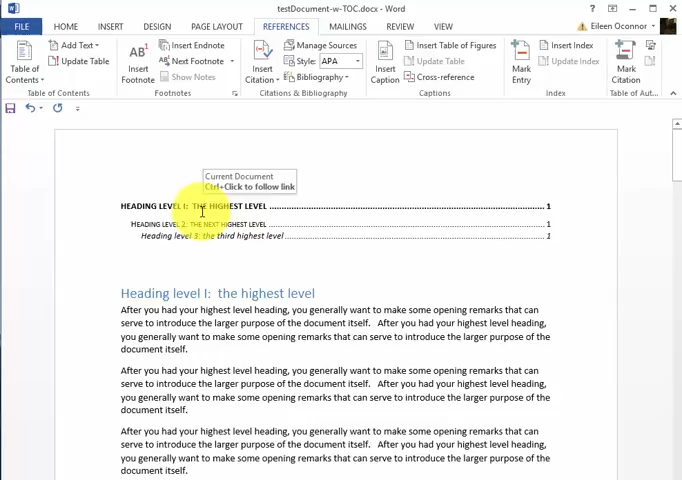 testDocument-w-TOC.docx - Word
FILE HOME INSERT DESIGN PAGE LAYOUT REFERENCES MAILINGS REVIEW VIEW Eileen Oconnor
Table of Contents
Add Text
Update Table
Table of Contents
AB1
Insert Footnote
Insert Endnote
Next Footnote
Show Notes
Footnotes
Insert Citation
Manage Sources
Style: APA
Bibliography
Citations & Bibliography
Insert Caption
Insert Table of Figures
Update Table
Cross-reference
Captions
Mark Entry
Insert Index
Update Index
Index
Mark Citation
Table of Aut...
Current Document
Ctrl+Click to follow link
HEADING LEVEL I: THE HIGHEST LEVEL ........ 1
HEADING LEVEL 2: THE NEXT HIGHEST LEVEL ........ 1
Heading level 3: the third highest level ........ 1
Heading level I: the highest level
After you had your highest level heading, you generally want to make some opening remarks that can
serve to introduce the larger purpose of the document itself. After you had your highest level heading,
you generally want to make some opening remarks that can serve to introduce the larger purpose of the
document itself.
After you had your highest level heading, you generally want to make some opening remarks that can
serve to introduce the larger purpose of the document itself. After you had your highest level heading,
you generally want to make some opening remarks that can serve to introduce the larger purpose of the
document itself.
After you had your highest level heading, you generally want to make some opening remarks that can
serve to introduce the larger purpose of the document itself. After you had your highest level heading,
you generally want to make some opening remarks that can serve to introduce the larger purpose of the
document itself.